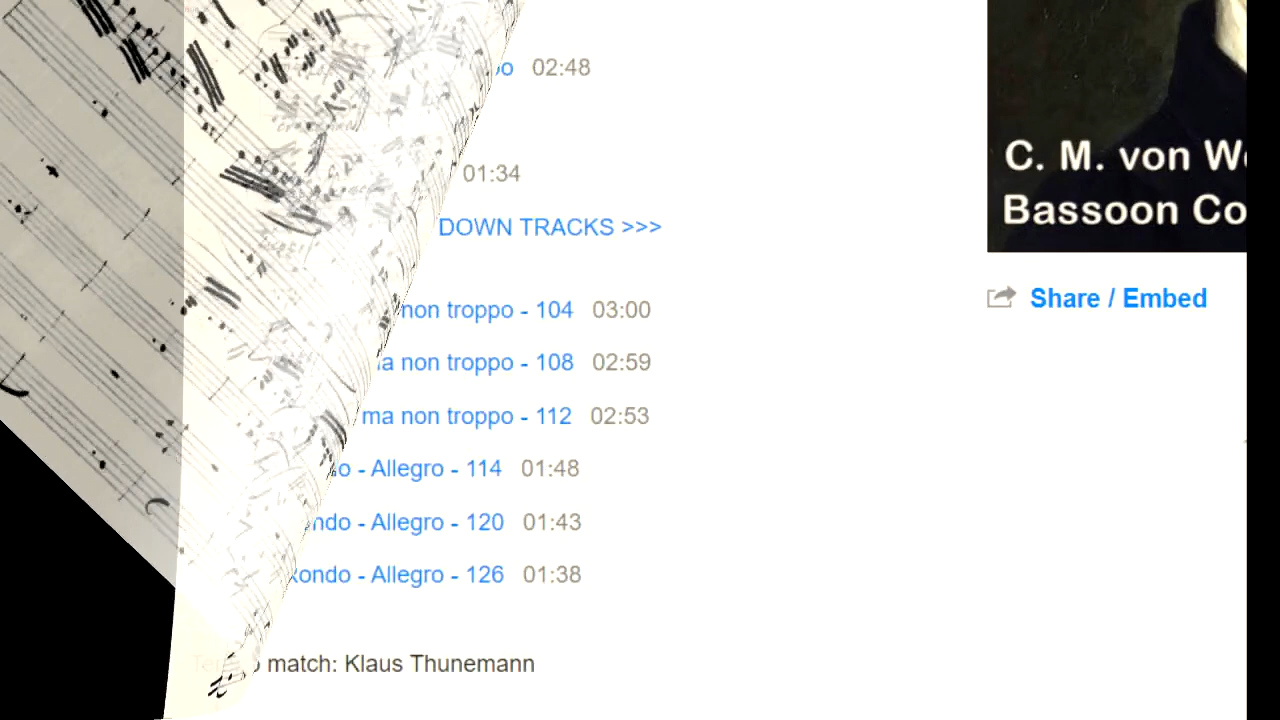 02:48
01:34
DOWN TRACKS >>>
non troppo - 104 03:00
non troppo - 108 02:59
ma non troppo - 112 02:53
- Allegro - 114 01:48
- Allegro - 120 01:43
Rondo - Allegro - 126 01:38
match: Klaus Thunemann
C. M. von
Bassoon
Share / Embed